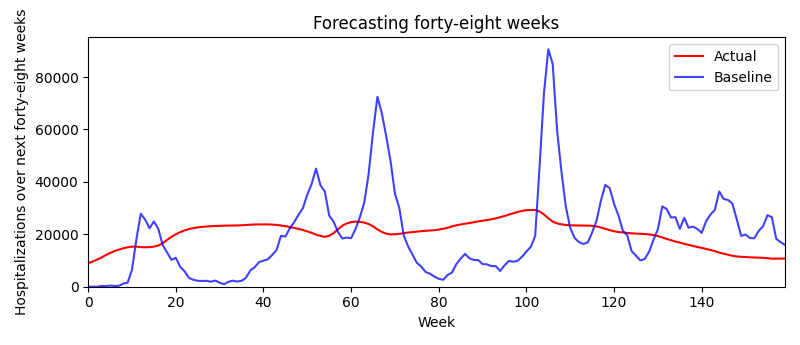 Forecasting forty-eight weeks
Hospitalizations over next forty-eight weeks
80000
60000
40000
20000
0
Actual
Baseline
0 20 40 60 80 100 120 140
Week